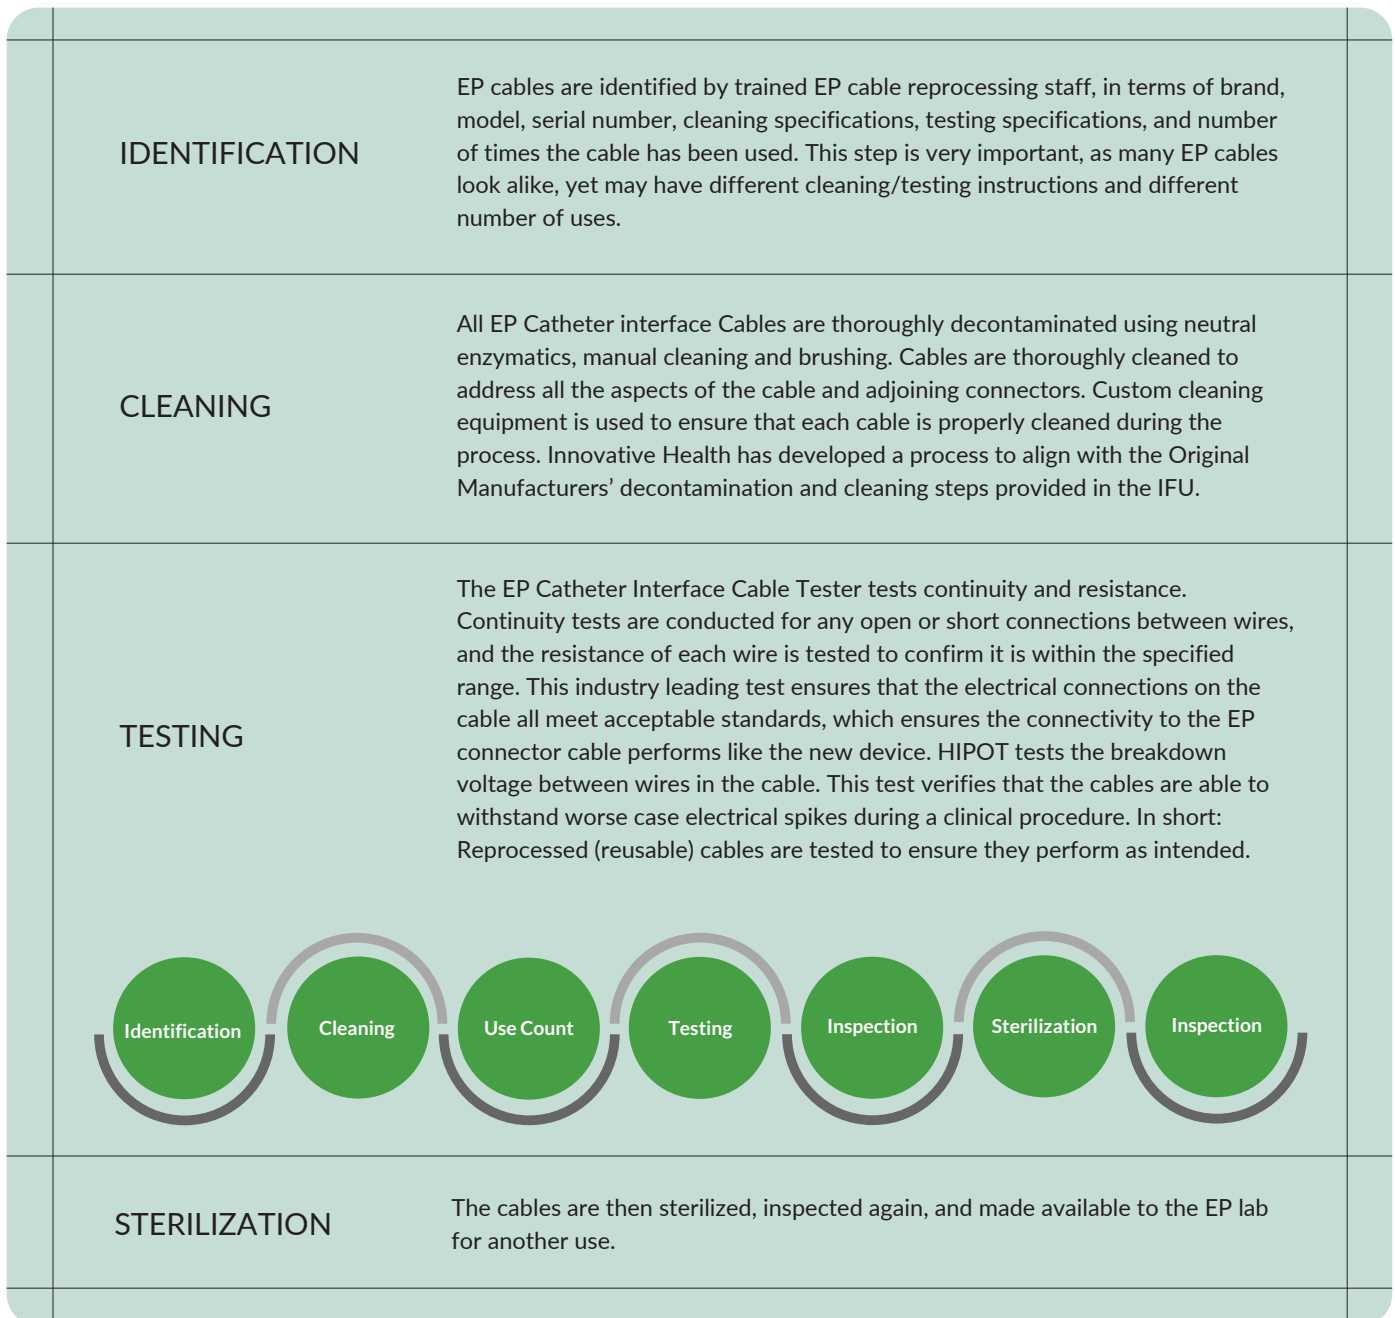 IDENTIFICATION
EP cables are identified by trained EP cable reprocessing staff, in terms of brand,
model, serial number, cleaning specifications, testing specifications, and number
of times the cable has been used. This step is very important, as many EP cables
look alike, yet may have different cleaning/testing instructions and different
number of uses.
CLEANING
All EP Catheter interface Cables are thoroughly decontaminated using neutral
enzymatics, manual cleaning and brushing. Cables are thoroughly cleaned to
address all the aspects of the cable and adjoining connectors. Custom cleaning
equipment is used to ensure that each cable is properly cleaned during the
process. Innovative Health has developed a process to align with the Original
Manufacturers’ decontamination and cleaning steps provided in the IFU.
TESTING
The EP Catheter Interface Cable Tester tests continuity and resistance.
Continuity tests are conducted for any open or short connections between wires,
and the resistance of each wire is tested to confirm it is within the specified
range. This industry leading test ensures that the electrical connections on the
cable all meet acceptable standards, which ensures the connectivity to the EP
connector cable performs like the new device. HIPOT tests the breakdown
voltage between wires in the cable. This test verifies that the cables are able to
withstand worse case electrical spikes during a clinical procedure. In short:
Reprocessed (reusable) cables are tested to ensure they perform as intended.
Identification
Cleaning
Use Count
Testing
Inspection
Sterilization
Inspection
STERILIZATION
The cables are then sterilized, inspected again, and made available to the EP lab
for another use.